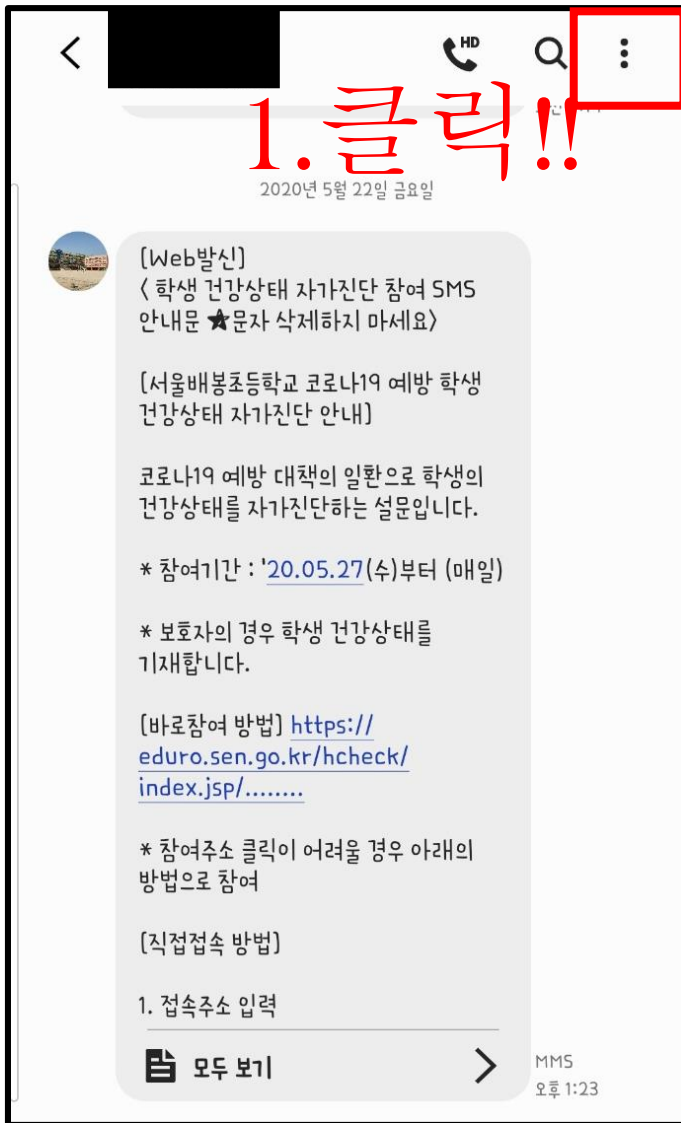 HD
1.클릭!!
2020년 5월 22일 금요일
[Web발신]
< 학생 건강상태 자가진단 참여 SMS
안내문 ★문자 삭제하지 마세요>
[서울배봉초등학교 코로나19 예방 학생
건강상태 자가진단 안내]
코로나19 예방 대책의 일환으로 학생의
건강상태를 자가진단하는 설문입니다.
* 참여기간 : '20.05.27(수)부터 (매일)
* 보호자의 경우 학생 건강상태를
기재합니다.
[바로참여 방법] https://
eduro.sen.go.kr/hcheck/
index.jsp/........
* 참여주소 클릭이 어려울 경우 아래의
방법으로 참여
[직접접속 방법]
1. 접속주소 입력
모두 보기
MMS
오후 1:23